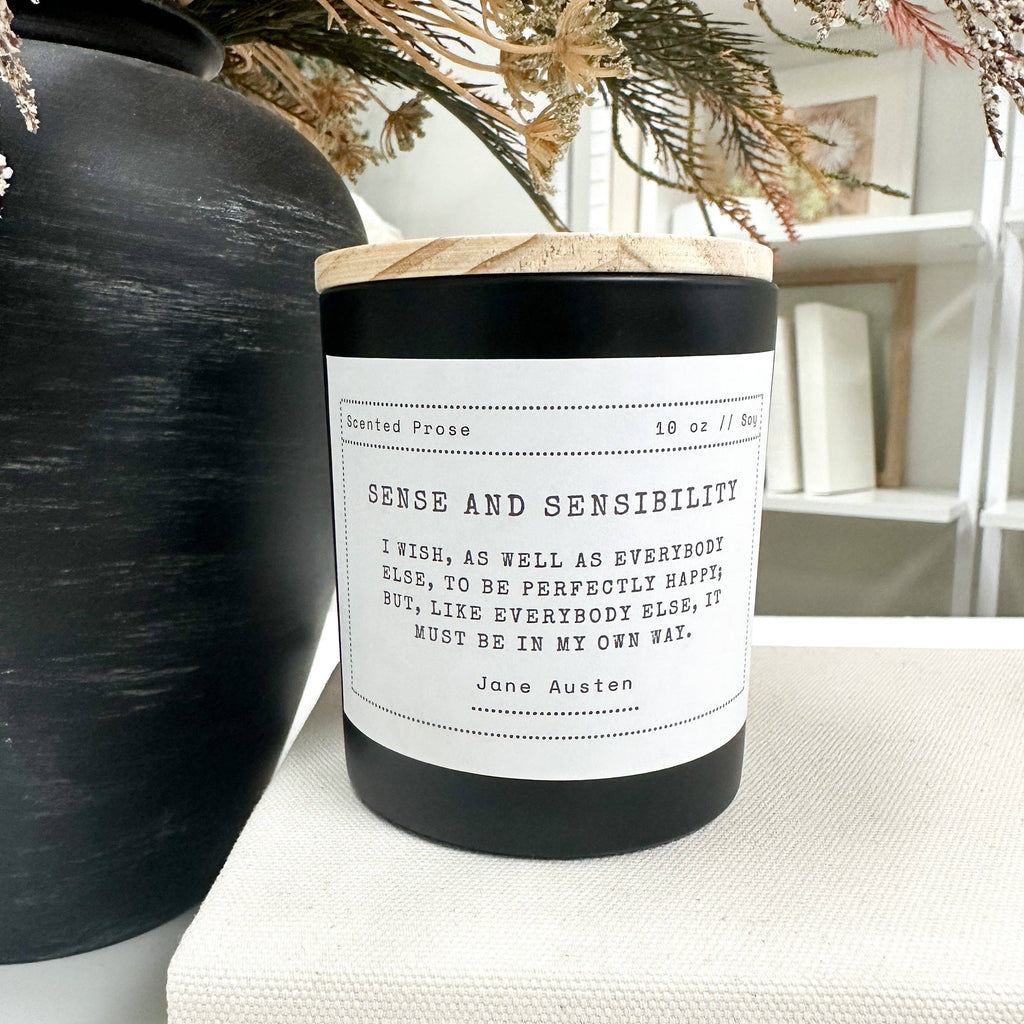 Scented Prose 10 oz // Soy
SENSE AND SENSIBILITY
I WISH, AS WELL AS EVERYBODY
ELSE, TO BE PERFECTLY HAPPY;
BUT, LIKE EVERYBODY ELSE, IT
MUST BE IN MY OWN WAY.
Jane Austen